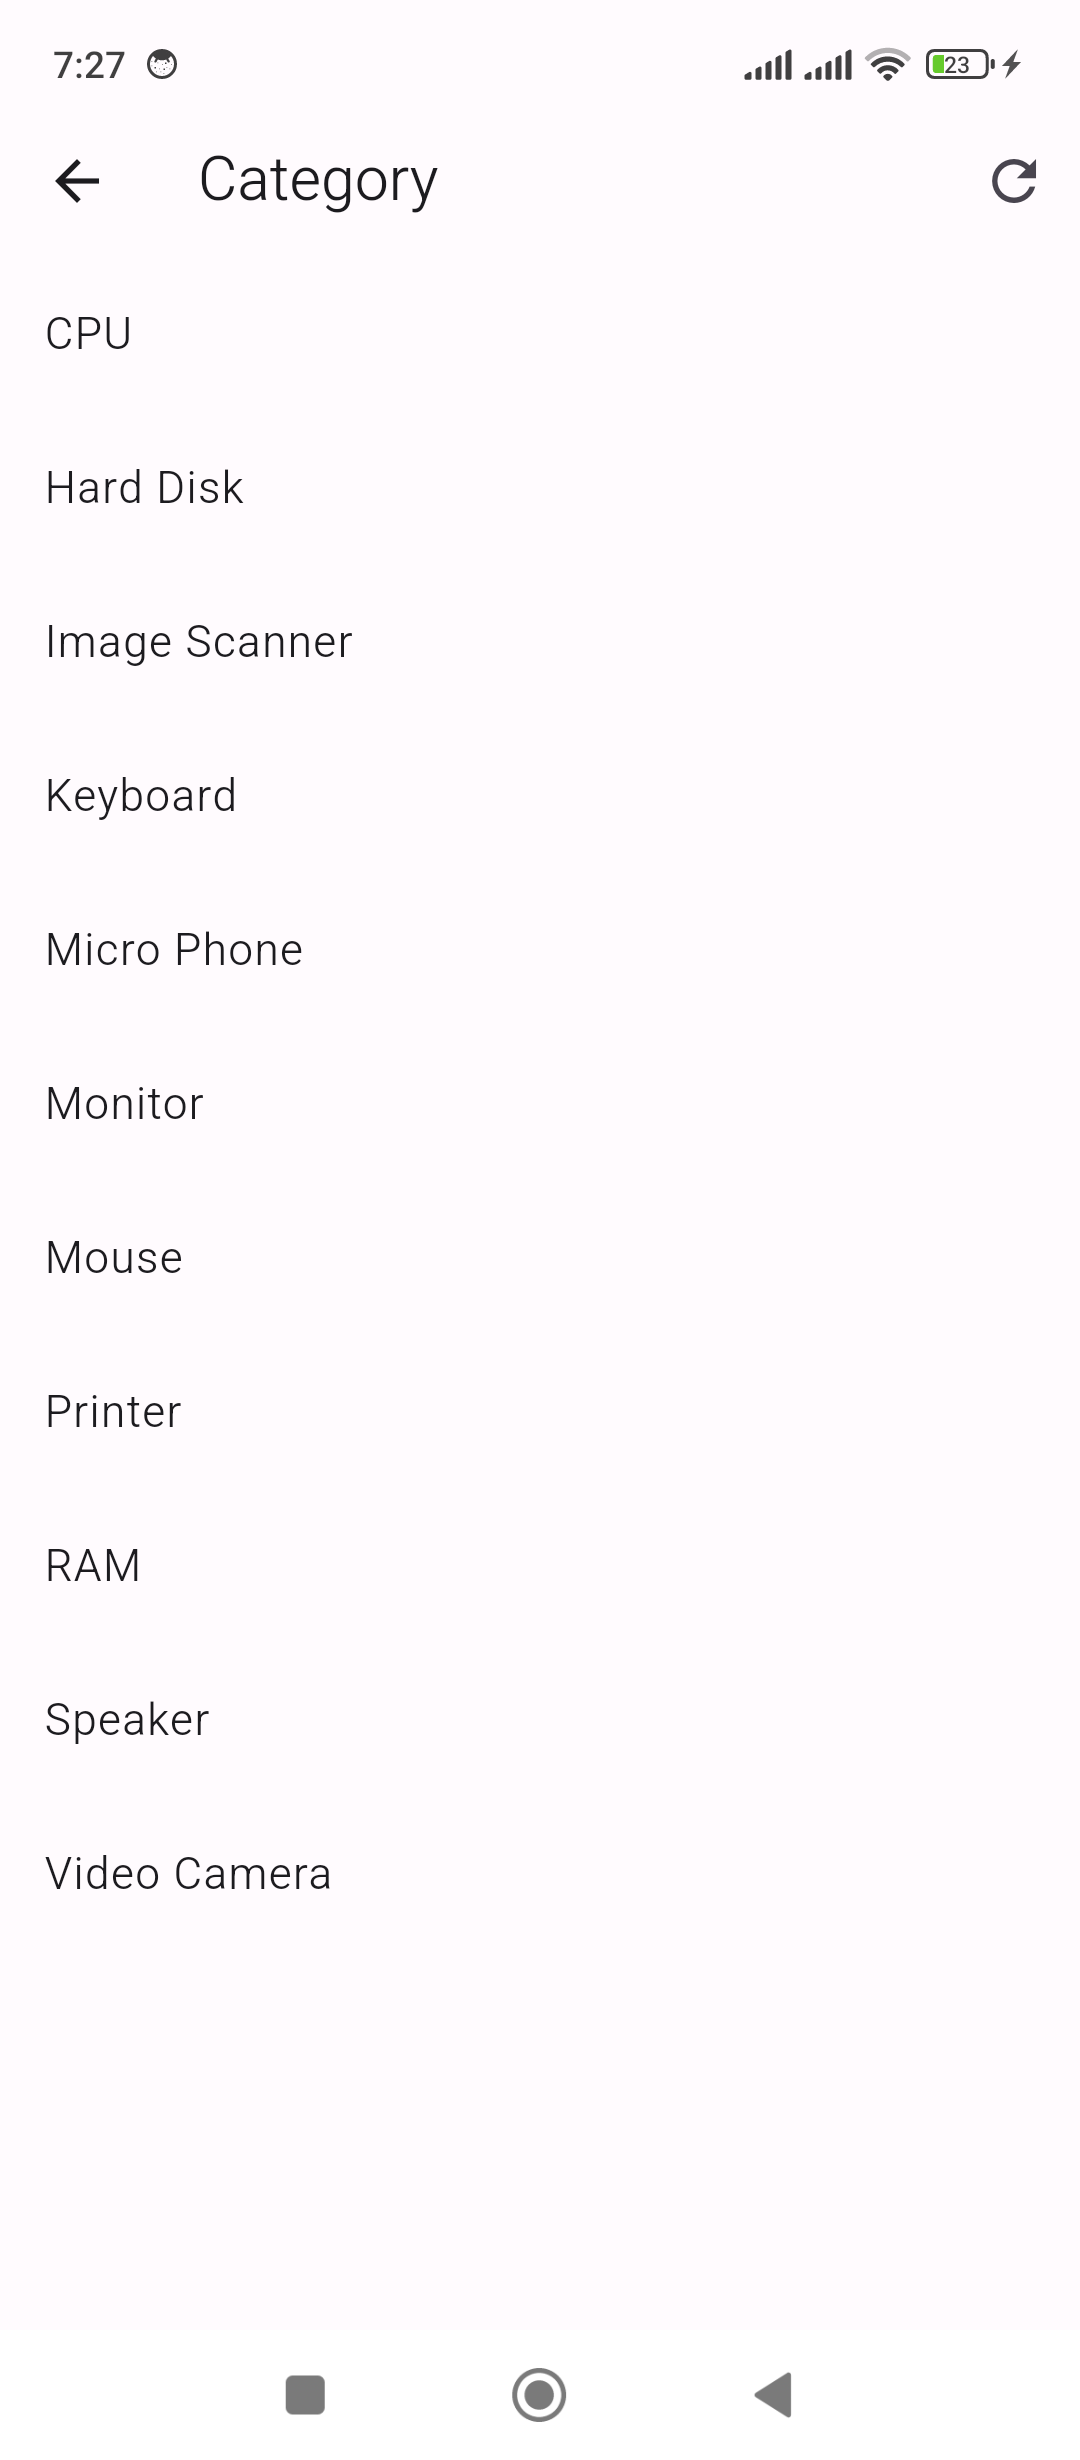 7:27
23
Category
CPU
Hard Disk
Image Scanner
Keyboard
Micro Phone
Monitor
Mouse
Printer
RAM
Speaker
Video Camera